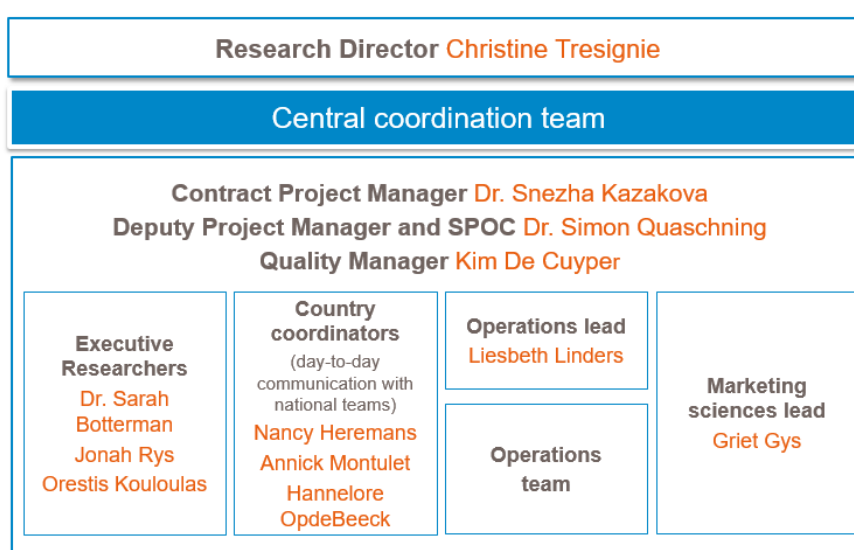 Research Director Christine Tresignie
Central coordination team
Contract Project Manager Dr. Snezha Kazakova
Deputy Project Manager and SPOC Dr. Simon Quaschning
Quality Manager Kim De Cuyper
Executive
Researchers
Dr. Sarah
Botterman
Jonah Rys
Orestis Kouloulas
Country
coordinators
(day-to-day
communication with
national teams)
Nancy Heremans
Annick Montulet
Hannelore
OpdeBeeck
Operations lead
Liesbeth Linders
Operations
team
Marketing
sciences lead
Griet Gys